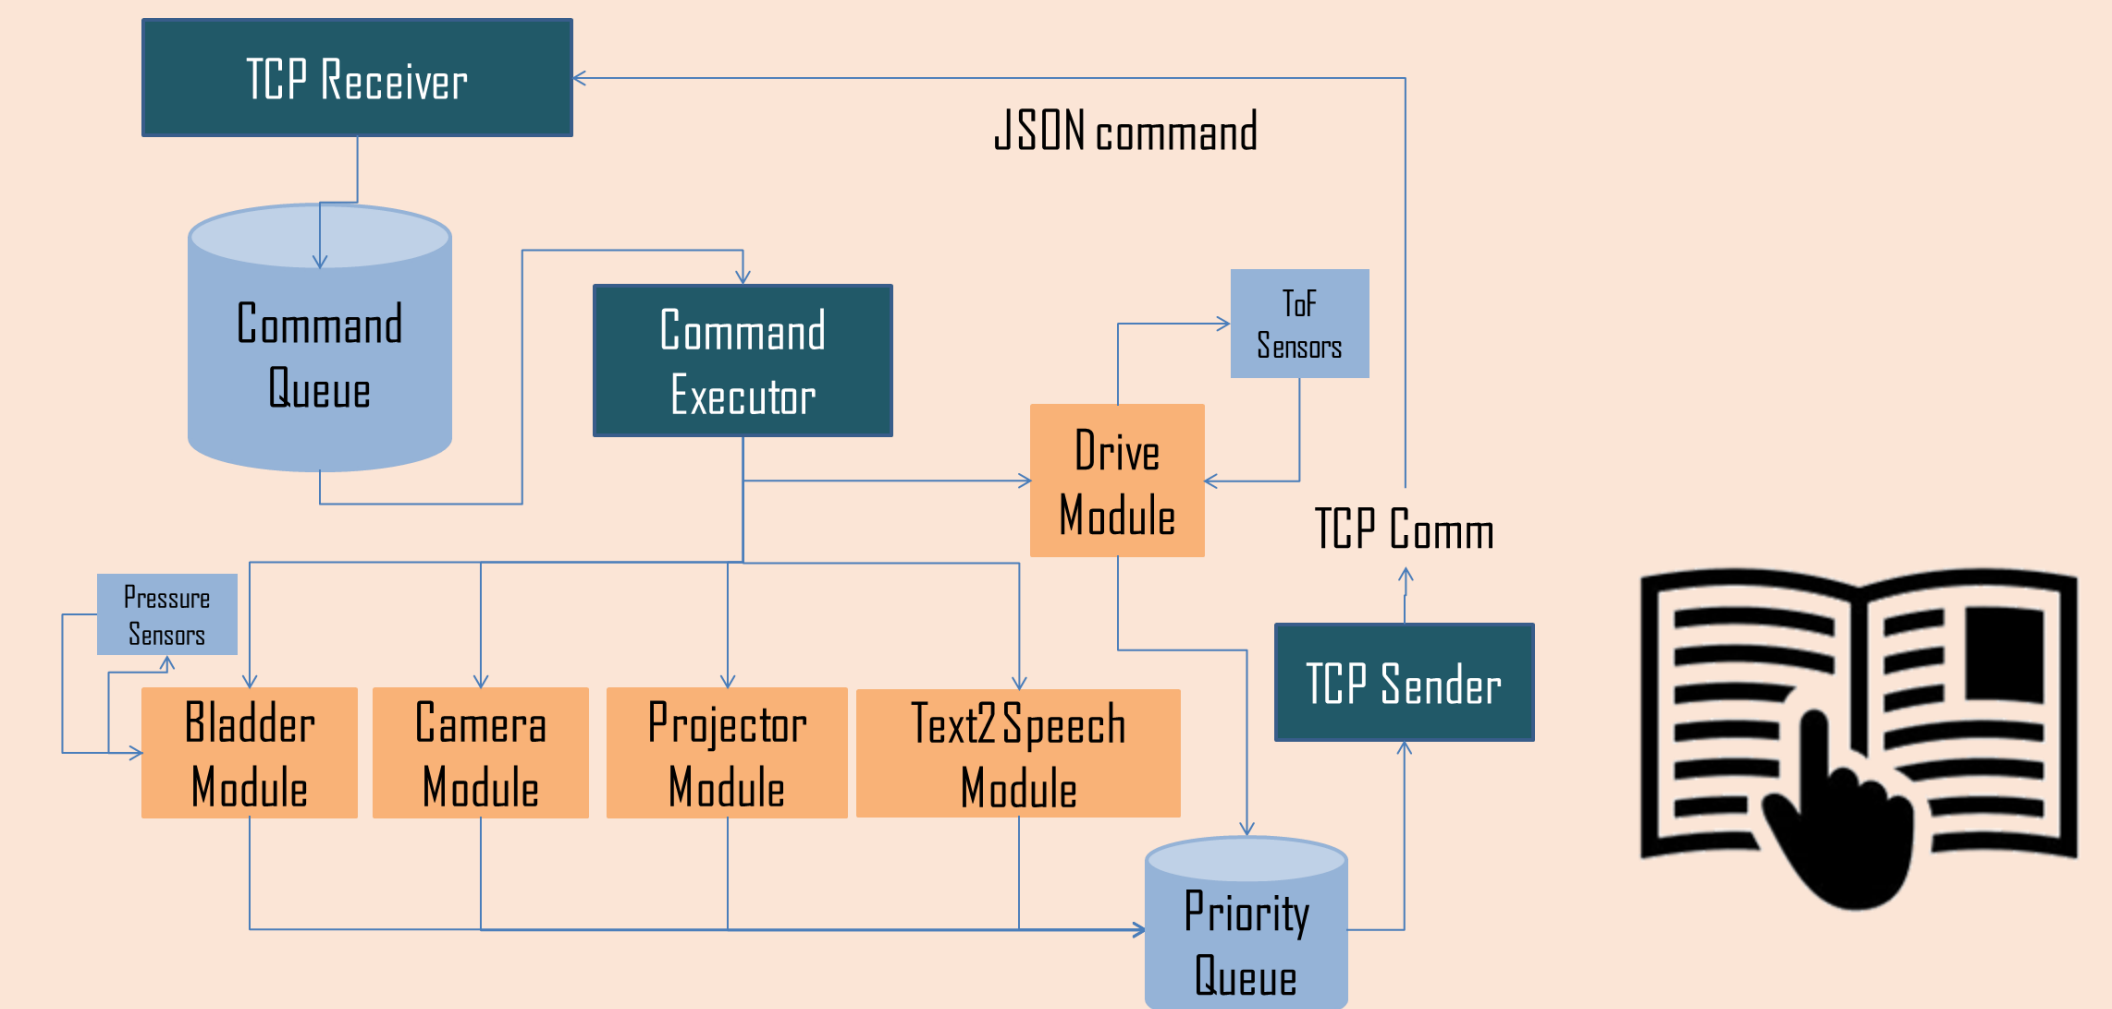 TCP Receiver
JSON command
Command
Queue
Command
Executor
ToF
Sensors
Drive
Module
TCP Comm
Pressure
Sensors
TCP Sender
Bladder
Module
Camera
Module
Projector
Module
Text2Speech
Module
Priority
Queue